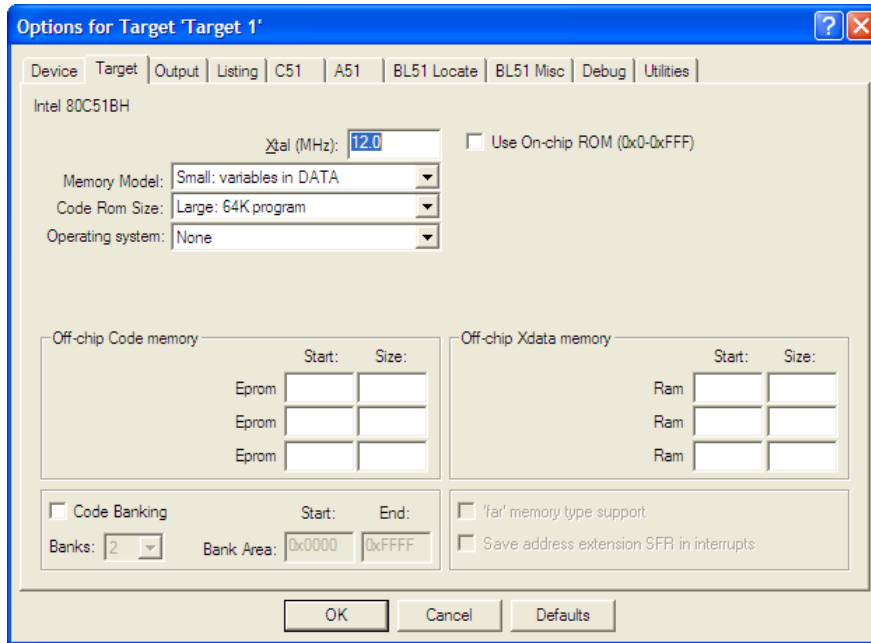 Options for Target 'Target 1'
Device Target Output Listing C51 A51 BL51 Locate BL51 Misc Debug Utilities
Intel 80C51BH
Xtal (MHz): 12.0 Use On-chip ROM (0x0-0xFFF)
Memory Model: Small: variables in DATA
Code Rom Size: Large: 64K program
Operating system: None
Off-chip Code memory Off-chip Xdata memory
Start: Size: Start: Size:
Eprom Ram
Eprom Ram
Eprom Ram
Code Banking Start: End: 'far' memory type support
Banks: 2 Bank Area: 0x0000 0xFFFF Save address extension SFR in interrupts
OK Cancel Defaults